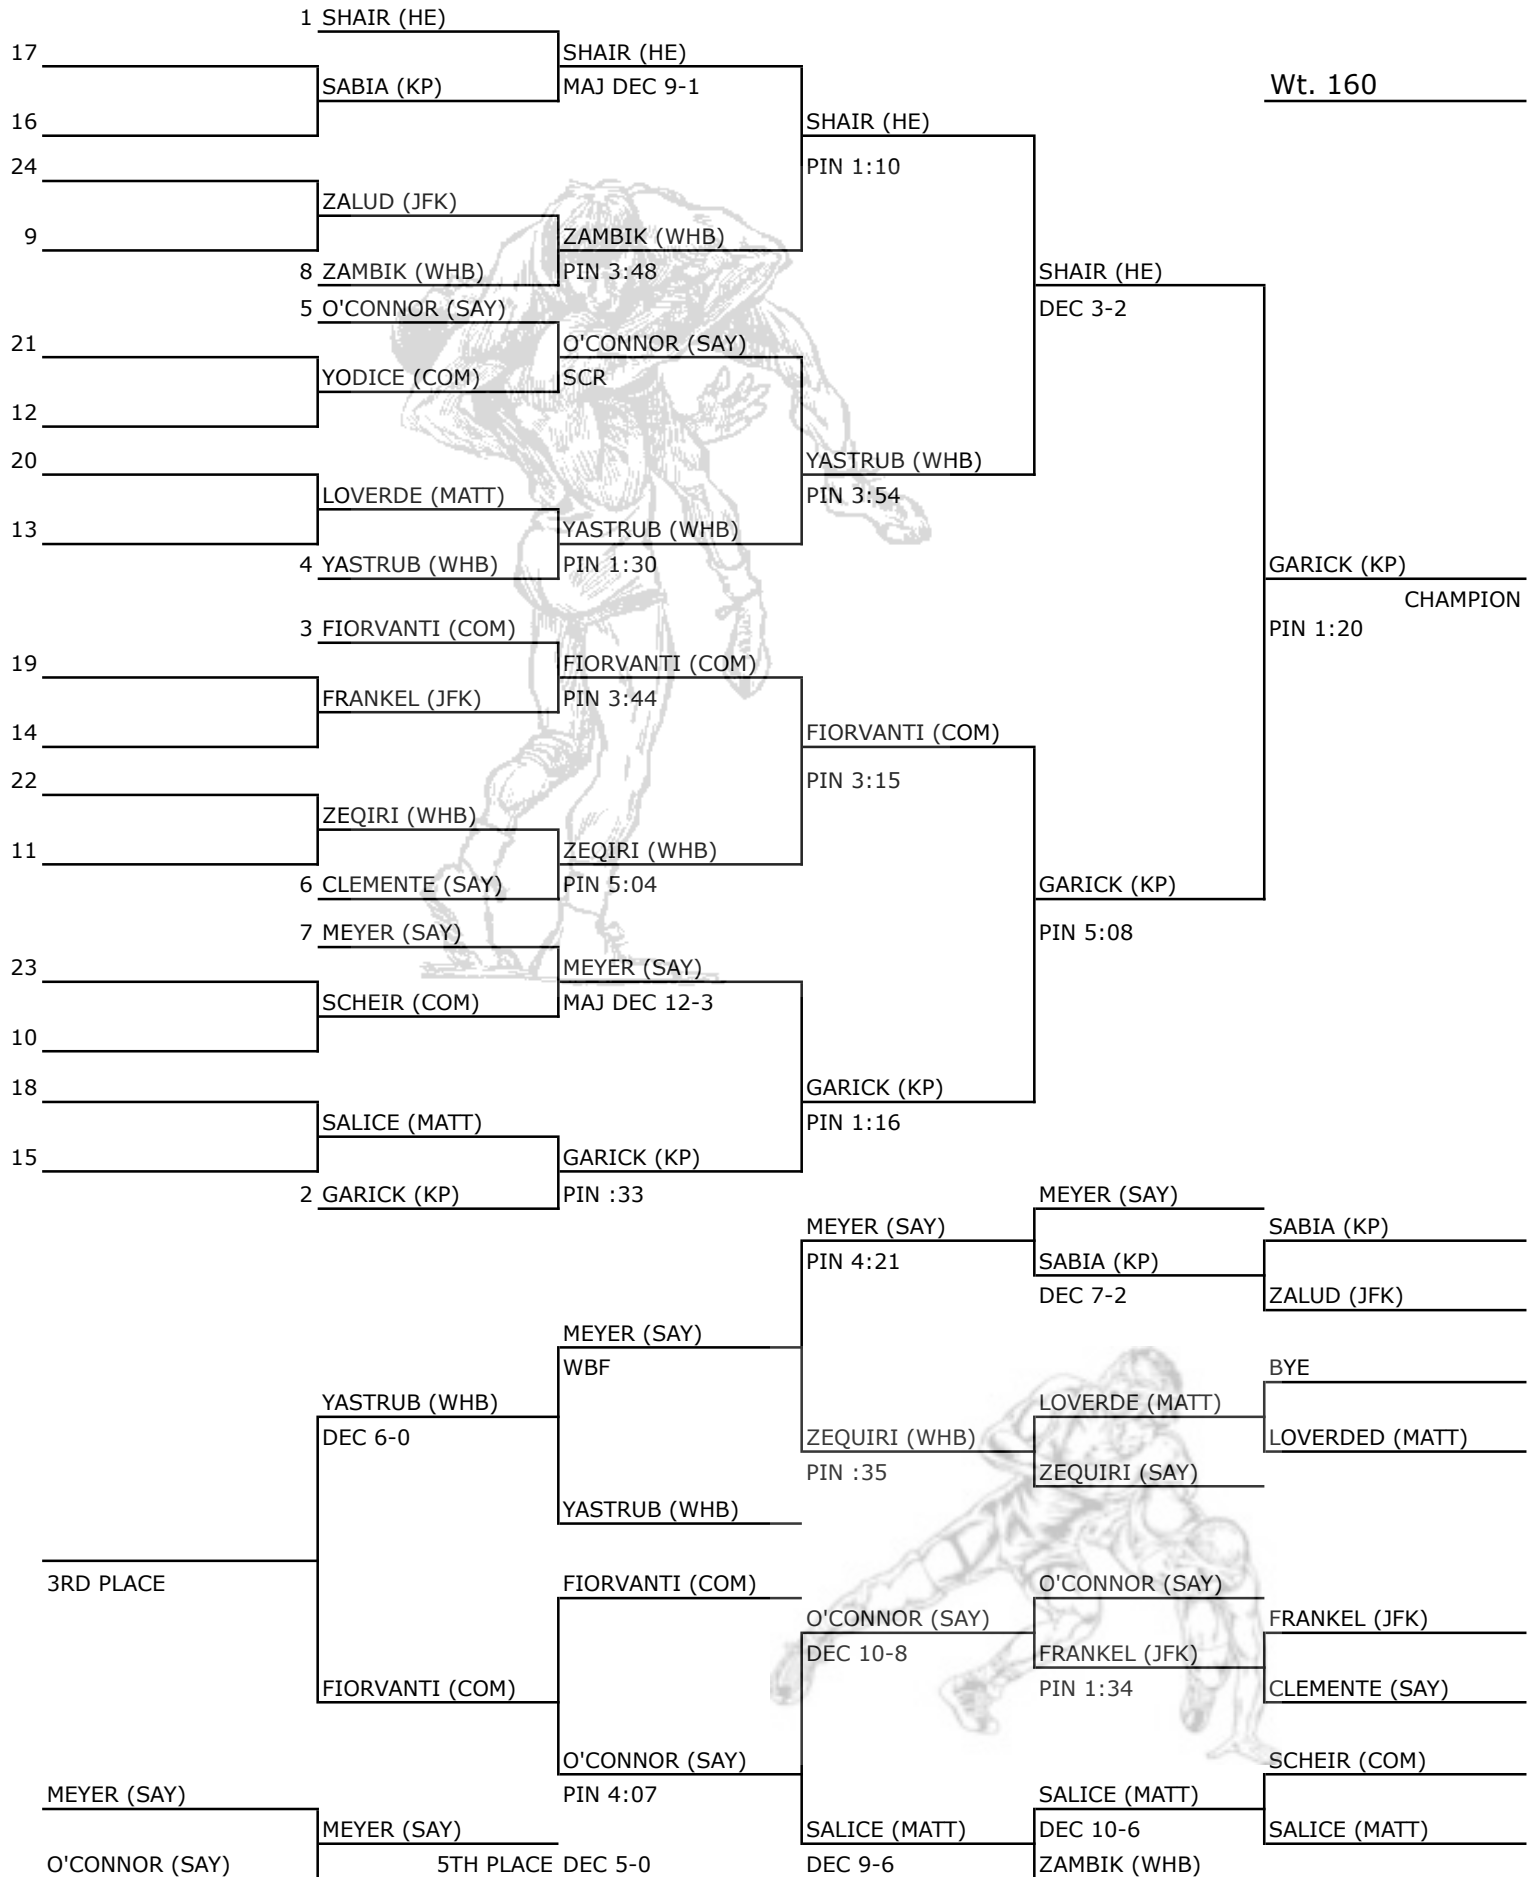 1 SHAIR (HE)
17
SHAIR (HE)
SABIA (KP)
MAJ DEC 9-1
Wt. 160
16
SHAIR (HE)
24
PIN 1:10
ZALUD (JFK)
9
ZAMBIK (WHB)
8 ZAMBIK (WHB)
PIN 3:48
SHAIR (HE)
5 O'CONNOR (SAY)
DEC 3-2
21
O'CONNOR (SAY)
YODICE (COM)
SCR
12
20
YASTRUB (WHB)
LOVERDE (MATT)
PIN 3:54
13
YASTRUB (WHB)
4 YASTRUB (WHB)
PIN 1:30
GARICK (KP)
CHAMPION
3 FIORVANTI (COM)
PIN 1:20
19
FIORVANTI (COM)
FRANKEL (JFK)
PIN 3:44
14
FIORVANTI (COM)
22
PIN 3:15
ZEQIRI (WHB)
11
ZEQIRI (WHB)
6 CLEMENTE (SAY)
PIN 5:04
GARICK (KP)
7 MEYER (SAY)
PIN 5:08
23
MEYER (SAY)
SCHEIR (COM)
MAJ DEC 12-3
10
18
GARICK (KP)
SALICE (MATT)
PIN 1:16
15
GARICK (KP)
2 GARICK (KP)
PIN :33
MEYER (SAY)
MEYER (SAY)
SABIA (KP)
PIN 4:21
SABIA (KP)
DEC 7-2
ZALUD (JFK)
MEYER (SAY)
WBF
BYE
YASTRUB (WHB)
LOVERDE (MATT)
DEC 6-0
ZEQUIRI (WHB)
LOVERDED (MATT)
PIN :35
ZEQUIRI (SAY)
YASTRUB (WHB)
3RD PLACE
FIORVANTI (COM)
O'CONNOR (SAY)
O'CONNOR (SAY)
FRANKEL (JFK)
DEC 10-8
FRANKEL (JFK)
FIORVANTI (COM)
PIN 1:34
CLEMENTE (SAY)
O'CONNOR (SAY)
SCHEIR (COM)
MEYER (SAY)
PIN 4:07
SALICE (MATT)
MEYER (SAY)
SALICE (MATT)
DEC 10-6
SALICE (MATT)
O'CONNOR (SAY)
5TH PLACE DEC 5-0
DEC 9-6
ZAMBIK (WHB)